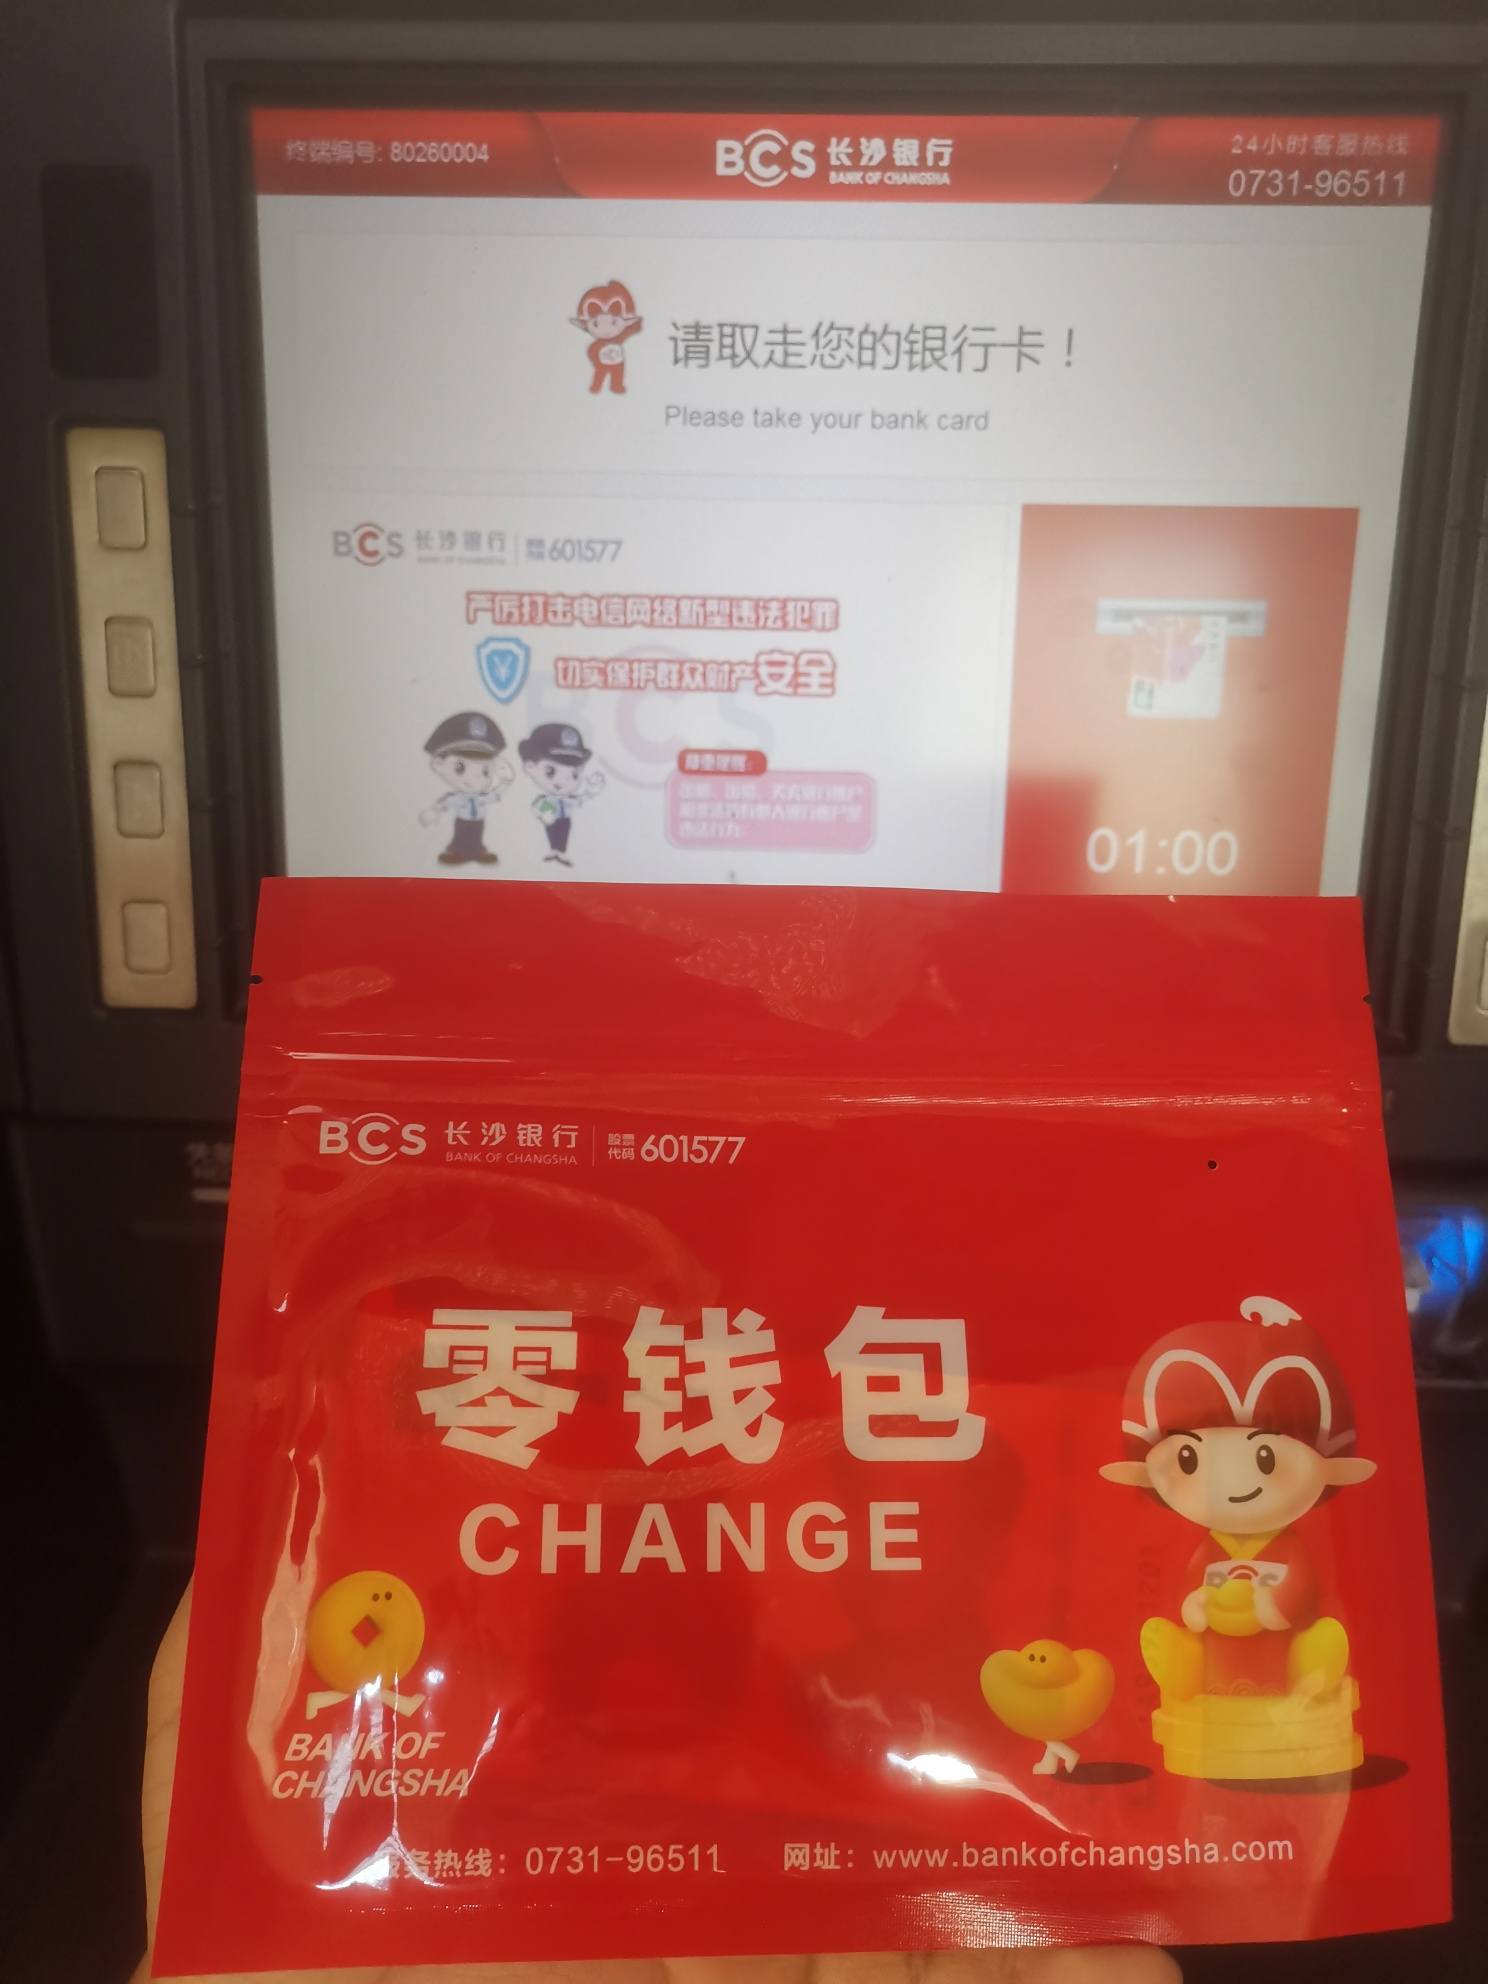 终端编号: 80260004
BCS 长沙银行
BANK OF CHANGSHA
24小时客服热线
0731-96511
请取走您的银行卡！
Please take your bank card
BCS 长沙银行 601577
严厉打击电信网络新型违法犯罪
切实保护群众财产安全
01:00
BCS 长沙银行 股票代码 601577
BANK OF CHANGSHA
零钱包
CHANGE
BANK OF
CHANGSHA
服务热线：0731-96511 网址：www.bankofchangsha.com